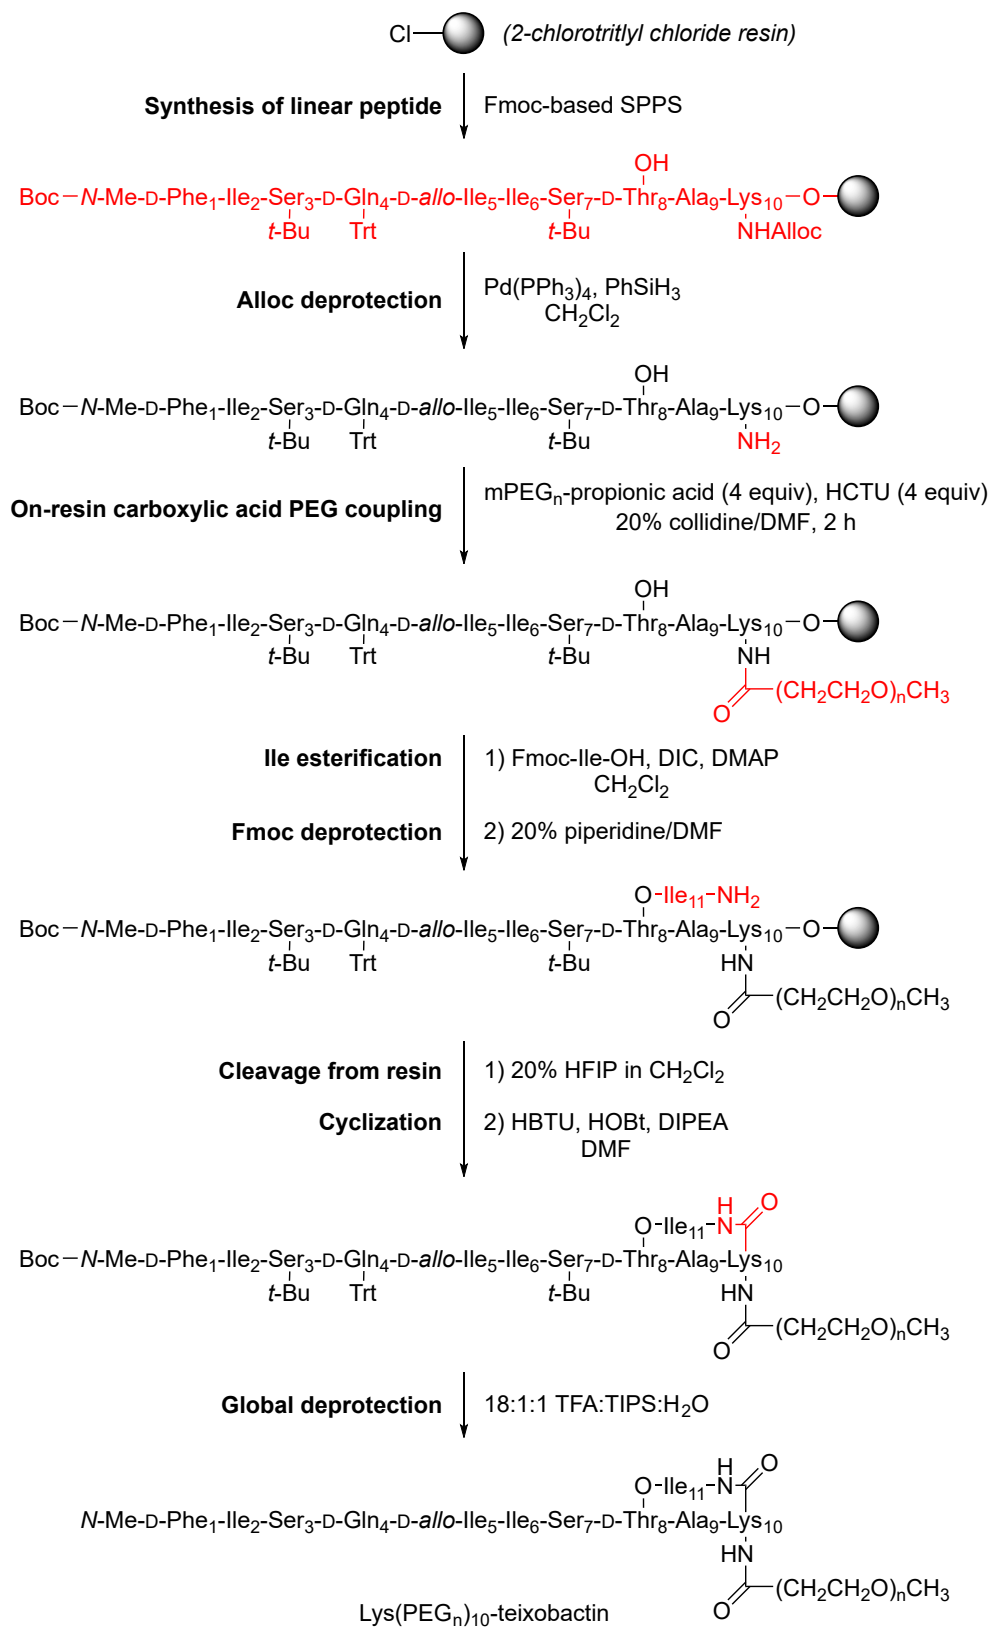 Cl (2-chlorotritlyl chloride resin)
Synthesis of linear peptide Fmoc-based SPPS
OH
Boc–N-Me-D-Phe₁-Ile₂-Ser₃-D-Gln₄-D-allo-Ile₅-Ile₆-Ser₇-D-Thr₈-Ala₉-Lys₁₀–O
t-Bu Trt t-Bu NHAlloc
Alloc deprotection Pd(PPh₃)₄, PhSiH₃
CH₂Cl₂
OH
Boc–N-Me-D-Phe₁-Ile₂-Ser₃-D-Gln₄-D-allo-Ile₅-Ile₆-Ser₇-D-Thr₈-Ala₉-Lys₁₀–O
t-Bu Trt t-Bu NH₂
On-resin carboxylic acid PEG coupling mPEGₙ-propionic acid (4 equiv), HCTU (4 equiv)
20% collidine/DMF, 2 h
OH
Boc–N-Me-D-Phe₁-Ile₂-Ser₃-D-Gln₄-D-allo-Ile₅-Ile₆-Ser₇-D-Thr₈-Ala₉-Lys₁₀–O
t-Bu Trt t-Bu NH
O (CH₂CH₂O)ₙCH₃
Ile esterification 1) Fmoc-Ile-OH, DIC, DMAP
CH₂Cl₂
Fmoc deprotection 2) 20% piperidine/DMF
O-Ile₁₁–NH₂
Boc–N-Me-D-Phe₁-Ile₂-Ser₃-D-Gln₄-D-allo-Ile₅-Ile₆-Ser₇-D-Thr₈-Ala₉-Lys₁₀–O
t-Bu Trt t-Bu HN
O (CH₂CH₂O)ₙCH₃
Cleavage from resin 1) 20% HFIP in CH₂Cl₂
Cyclization 2) HBTU, HOBt, DIPEA
DMF
O-Ile₁₁-NH O
Boc–N-Me-D-Phe₁-Ile₂-Ser₃-D-Gln₄-D-allo-Ile₅-Ile₆-Ser₇-D-Thr₈-Ala₉-Lys₁₀
t-Bu Trt t-Bu HN
O (CH₂CH₂O)ₙCH₃
Global deprotection 18:1:1 TFA:TIPS:H₂O
O-Ile₁₁-NH O
N-Me-D-Phe₁-Ile₂-Ser₃-D-Gln₄-D-allo-Ile₅-Ile₆-Ser₇-D-Thr₈-Ala₉-Lys₁₀
HN
O (CH₂CH₂O)ₙCH₃
Lys(PEGₙ)₁₀-teixobactin